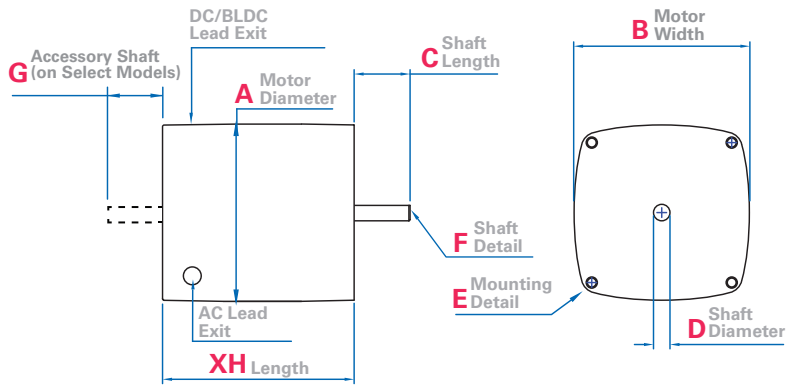 DC/BLDC
Lead Exit
G Accessory Shaft
(on Select Models)
A Motor
Diameter
C Shaft
Length
B Motor
Width
F Shaft
Detail
E Mounting
Detail
D Shaft
Diameter
AC Lead
Exit
XH Length